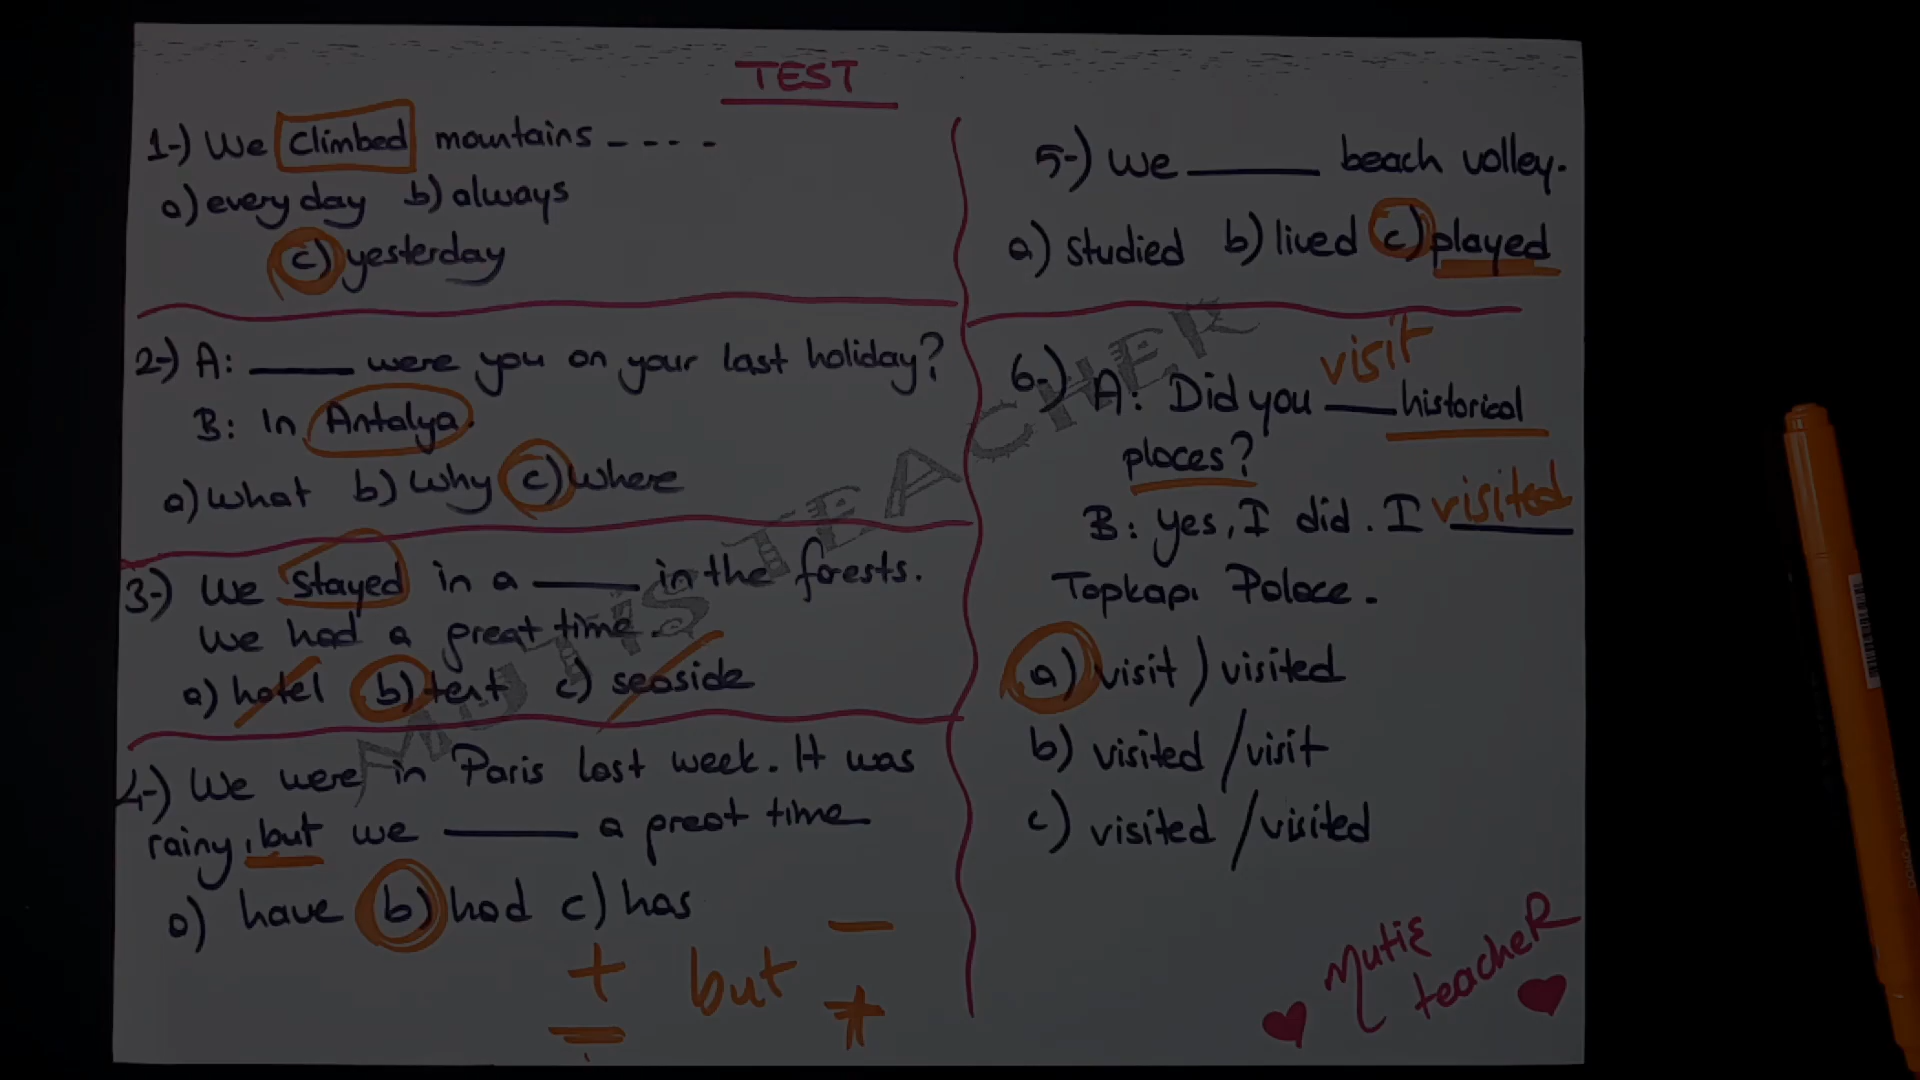 TEST
1-) We Climbed mountains ----
a) every day b) always
c) yesterday
2-) A: ____ were you on your last holiday?
B: In Antalya.
a) what b) why c) where
3-) We stayed in a ____ in the forests.
We had a great time.
a) hotel b) tent c) seaside
4-) We were in Paris last week. It was
rainy, but we ____ a great time
a) have b) had c) has
+ but -
- +
5-) We ____ beach volley.
a) studied b) lived c) played
visit
6-) A: Did you ____ historical
places?
B: yes, I did. I visited
Topkapı Palace.
a) visit / visited
b) visited / visit
c) visited / visited
Mutiş
teacheR
MUTIS TEACHER